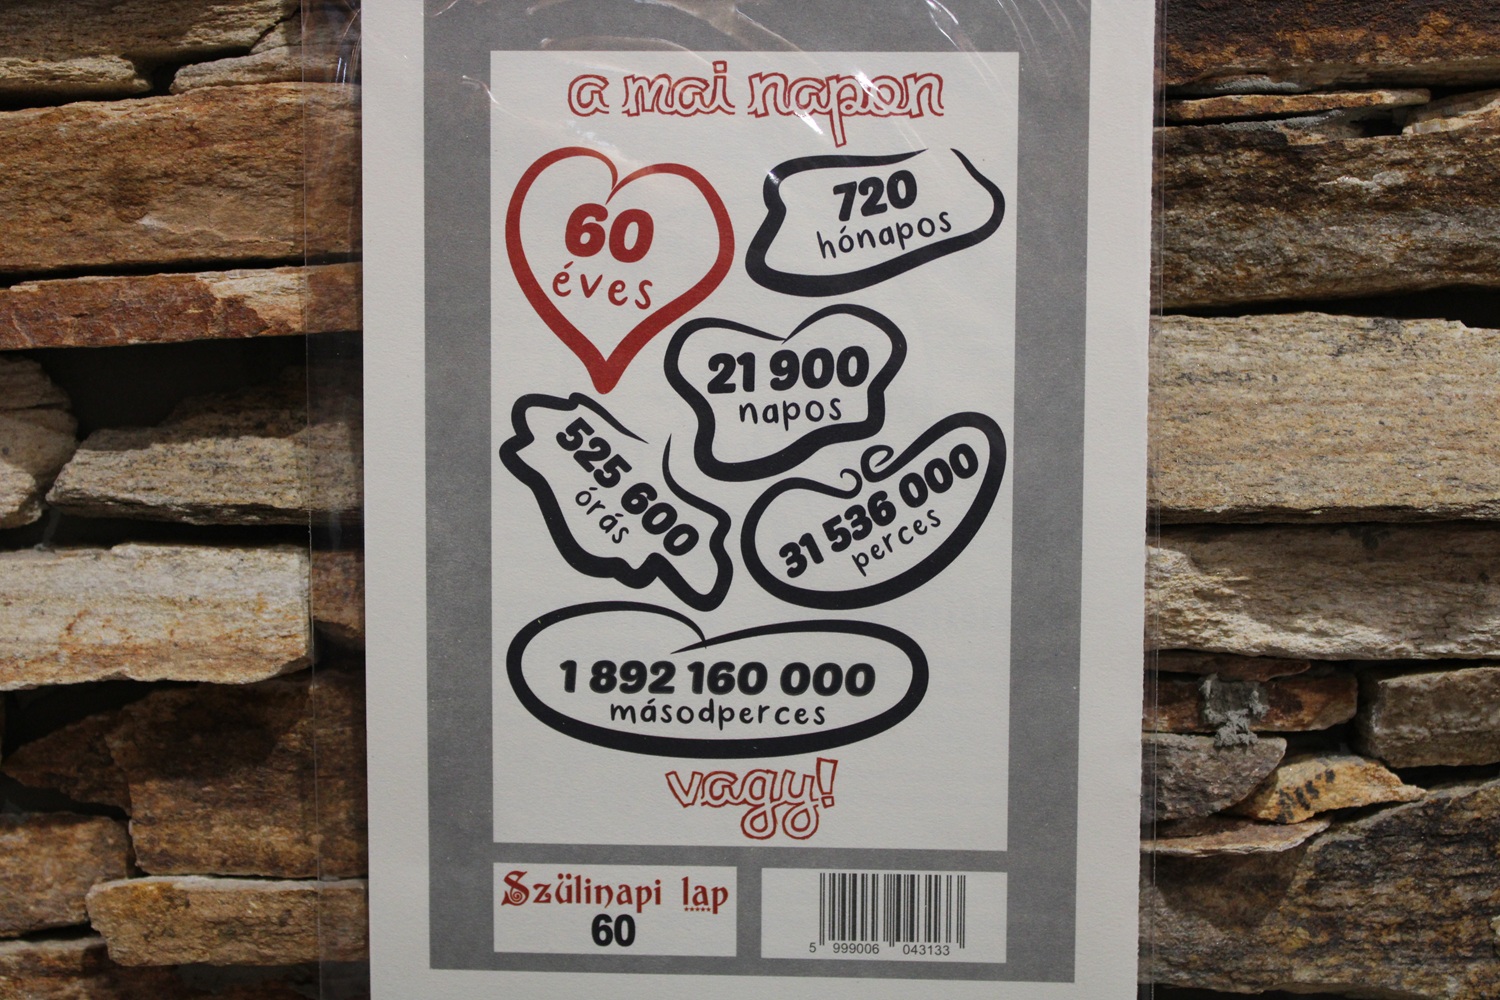 a mai napon
60
éves
720
hónapos
21 900
napos
525 600
órás
31 536 000
perces
1 892 160 000
másodperces
vagy!
Szülinapi lap
60
5 999006 043133